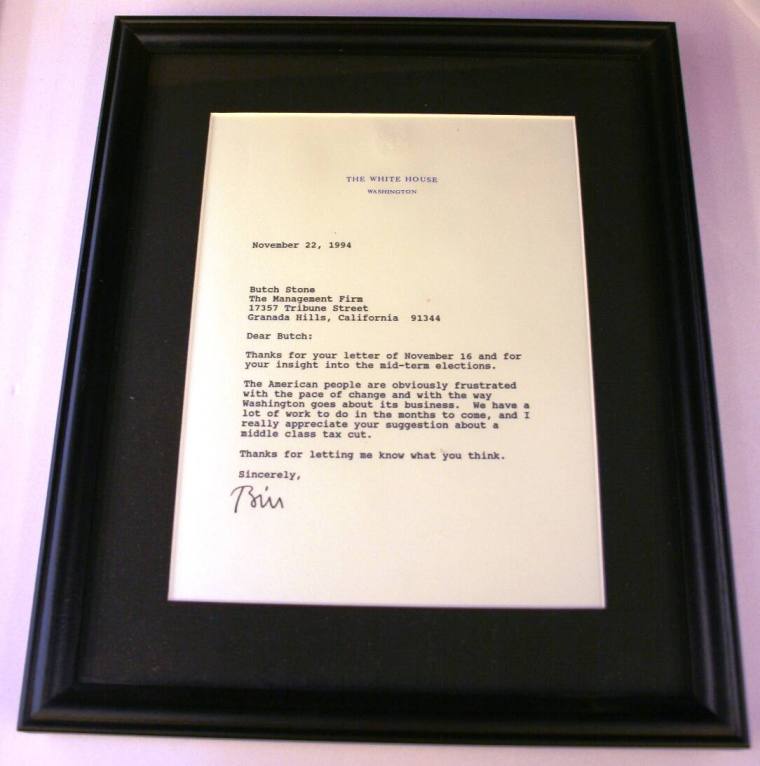 THE WHITE HOUSE
WASHINGTON
November 22, 1994
Butch Stone
The Management Firm
17357 Tribune Street
Granada Hills, California  91344
Dear Butch:
Thanks for your letter of November 16 and for
your insight into the mid-term elections.
The American people are obviously frustrated
with the pace of change and with the way
Washington goes about its business.  We have a
lot of work to do in the months to come, and I
really appreciate your suggestion about a
middle class tax cut.
Thanks for letting me know what you think.
Sincerely,
Bill